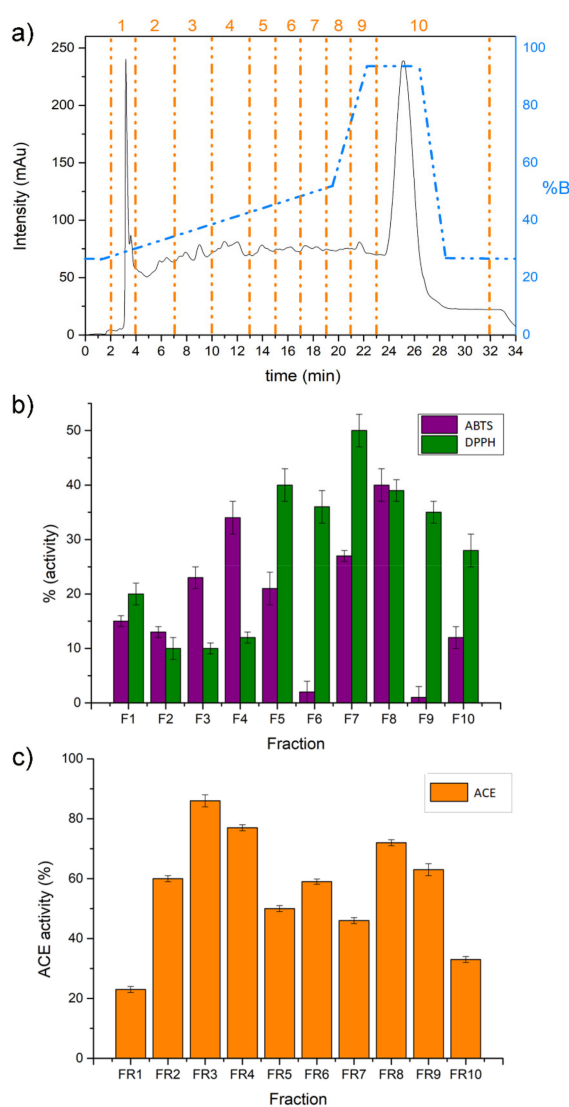 a)
1 2 3 4 5 6 7 8 9 10
250
200
150
100
50
0
Intensity (mAu)
100
80
60
40
20
0
%B
0 2 4 6 8 10 12 14 16 18 20 22 24 26 28 30 32 34
time (min)
b)
ABTS
DPPH
50
40
30
20
10
0
% (activity)
F1 F2 F3 F4 F5 F6 F7 F8 F9 F10
Fraction
c)
ACE
100
80
60
40
20
0
ACE activity (%)
FR1 FR2 FR3 FR4 FR5 FR6 FR7 FR8 FR9 FR10
Fraction